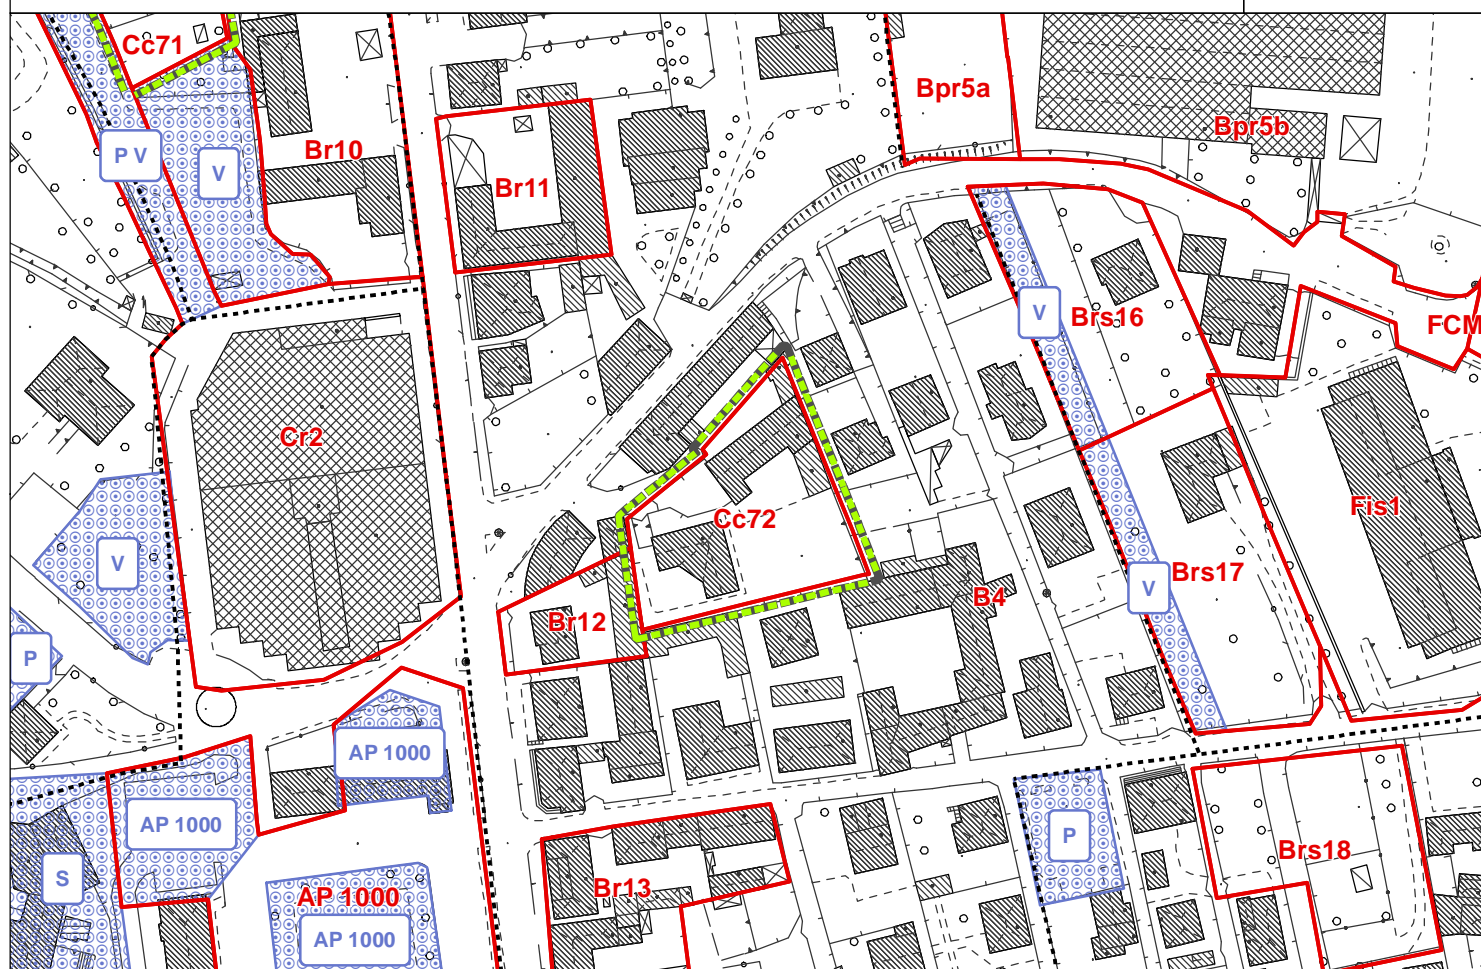 Cc71
Bpr5a
Bpr5b
P V
V
Br10
Br11
V
Brs16
FCM
Cr2
Cc72
Fis1
V
V
Brs17
B4
Br12
P
AP 1000
AP 1000
P
Brs18
S
Br13
AP 1000
AP 1000